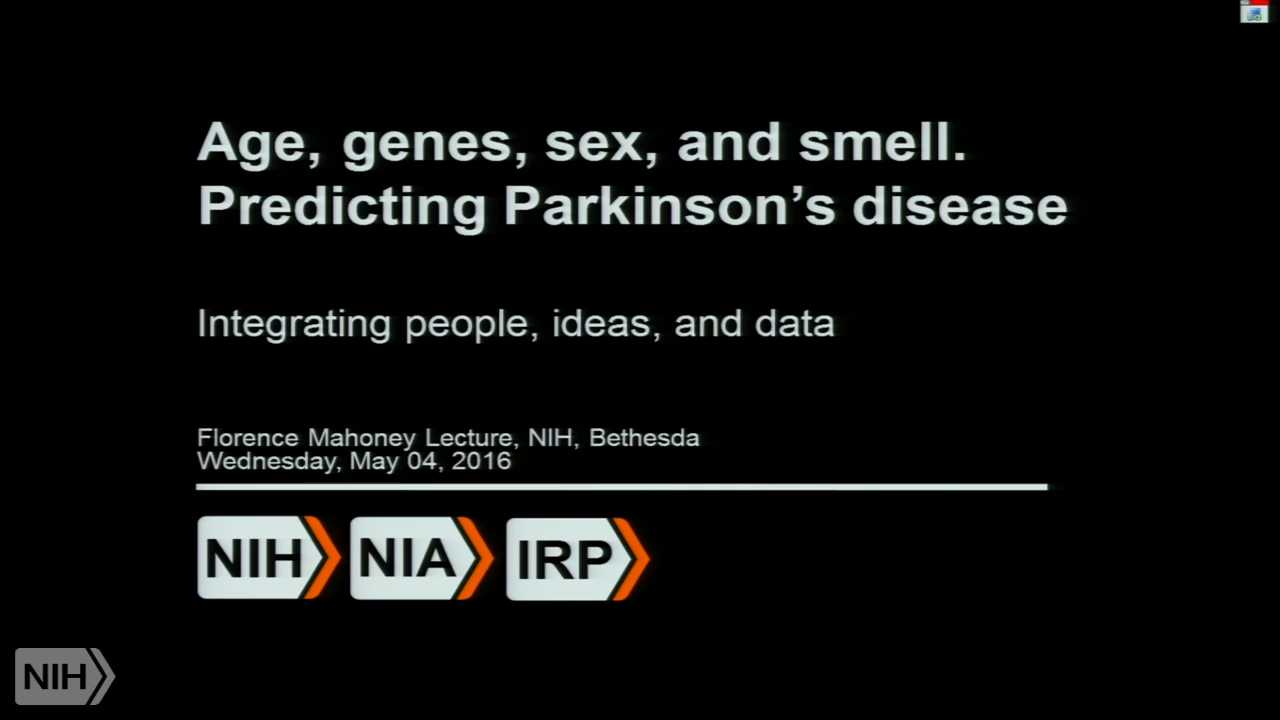 Age, genes, sex, and smell.
Predicting Parkinson's disease
Integrating people, ideas, and data
Florence Mahoney Lecture, NIH, Bethesda
Wednesday, May 04, 2016
NIH NIA IRP
NIH